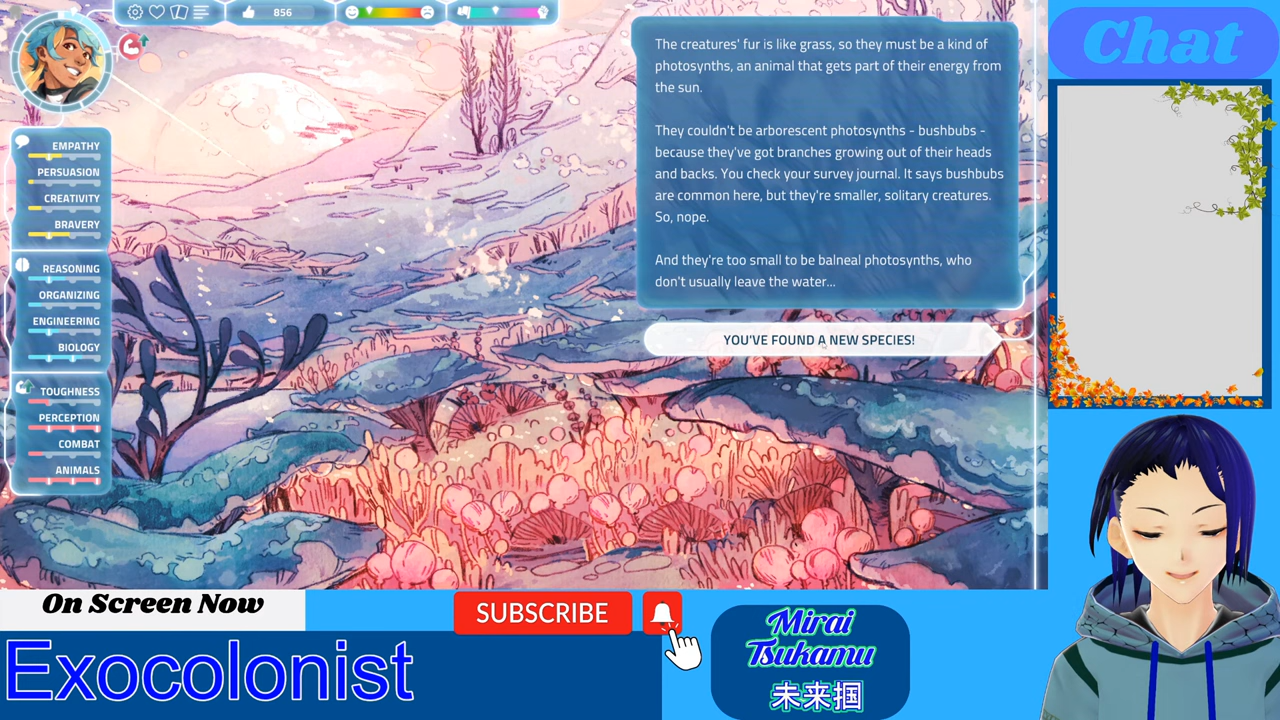 856
The creatures' fur is like grass, so they must be a kind of
photosynths, an animal that gets part of their energy from
the sun.
They couldn't be arborescent photosynths - bushbubs -
because they've got branches growing out of their heads
and backs. You check your survey journal. It says bushbubs
are common here, but they're smaller, solitary creatures.
So, nope.
And they're too small to be balneal photosynths, who
don't usually leave the water...
YOU'VE FOUND A NEW SPECIES!
EMPATHY
PERSUASION
CREATIVITY
BRAVERY
REASONING
ORGANIZING
ENGINEERING
BIOLOGY
TOUGHNESS
PERCEPTION
COMBAT
ANIMALS
Chat
On Screen Now
Exocolonist
SUBSCRIBE
Mirai
Tsukamu
未来掴